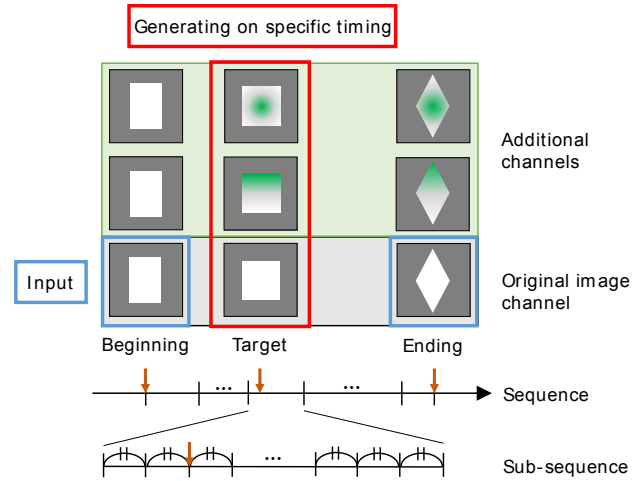 Generating on specific timing
Additional
channels
Input
Original image
channel
Beginning
Target
Ending
...
...
Sequence
...
Sub-sequence